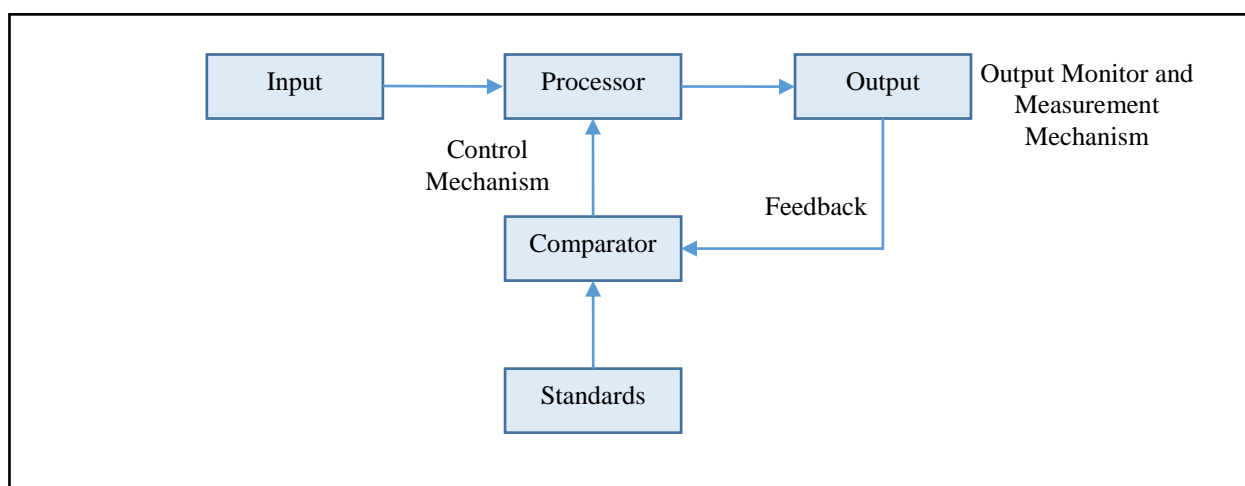 Input
Processor
Output
Output Monitor and
Measurement
Mechanism
Control
Mechanism
Feedback
Comparator
Standards